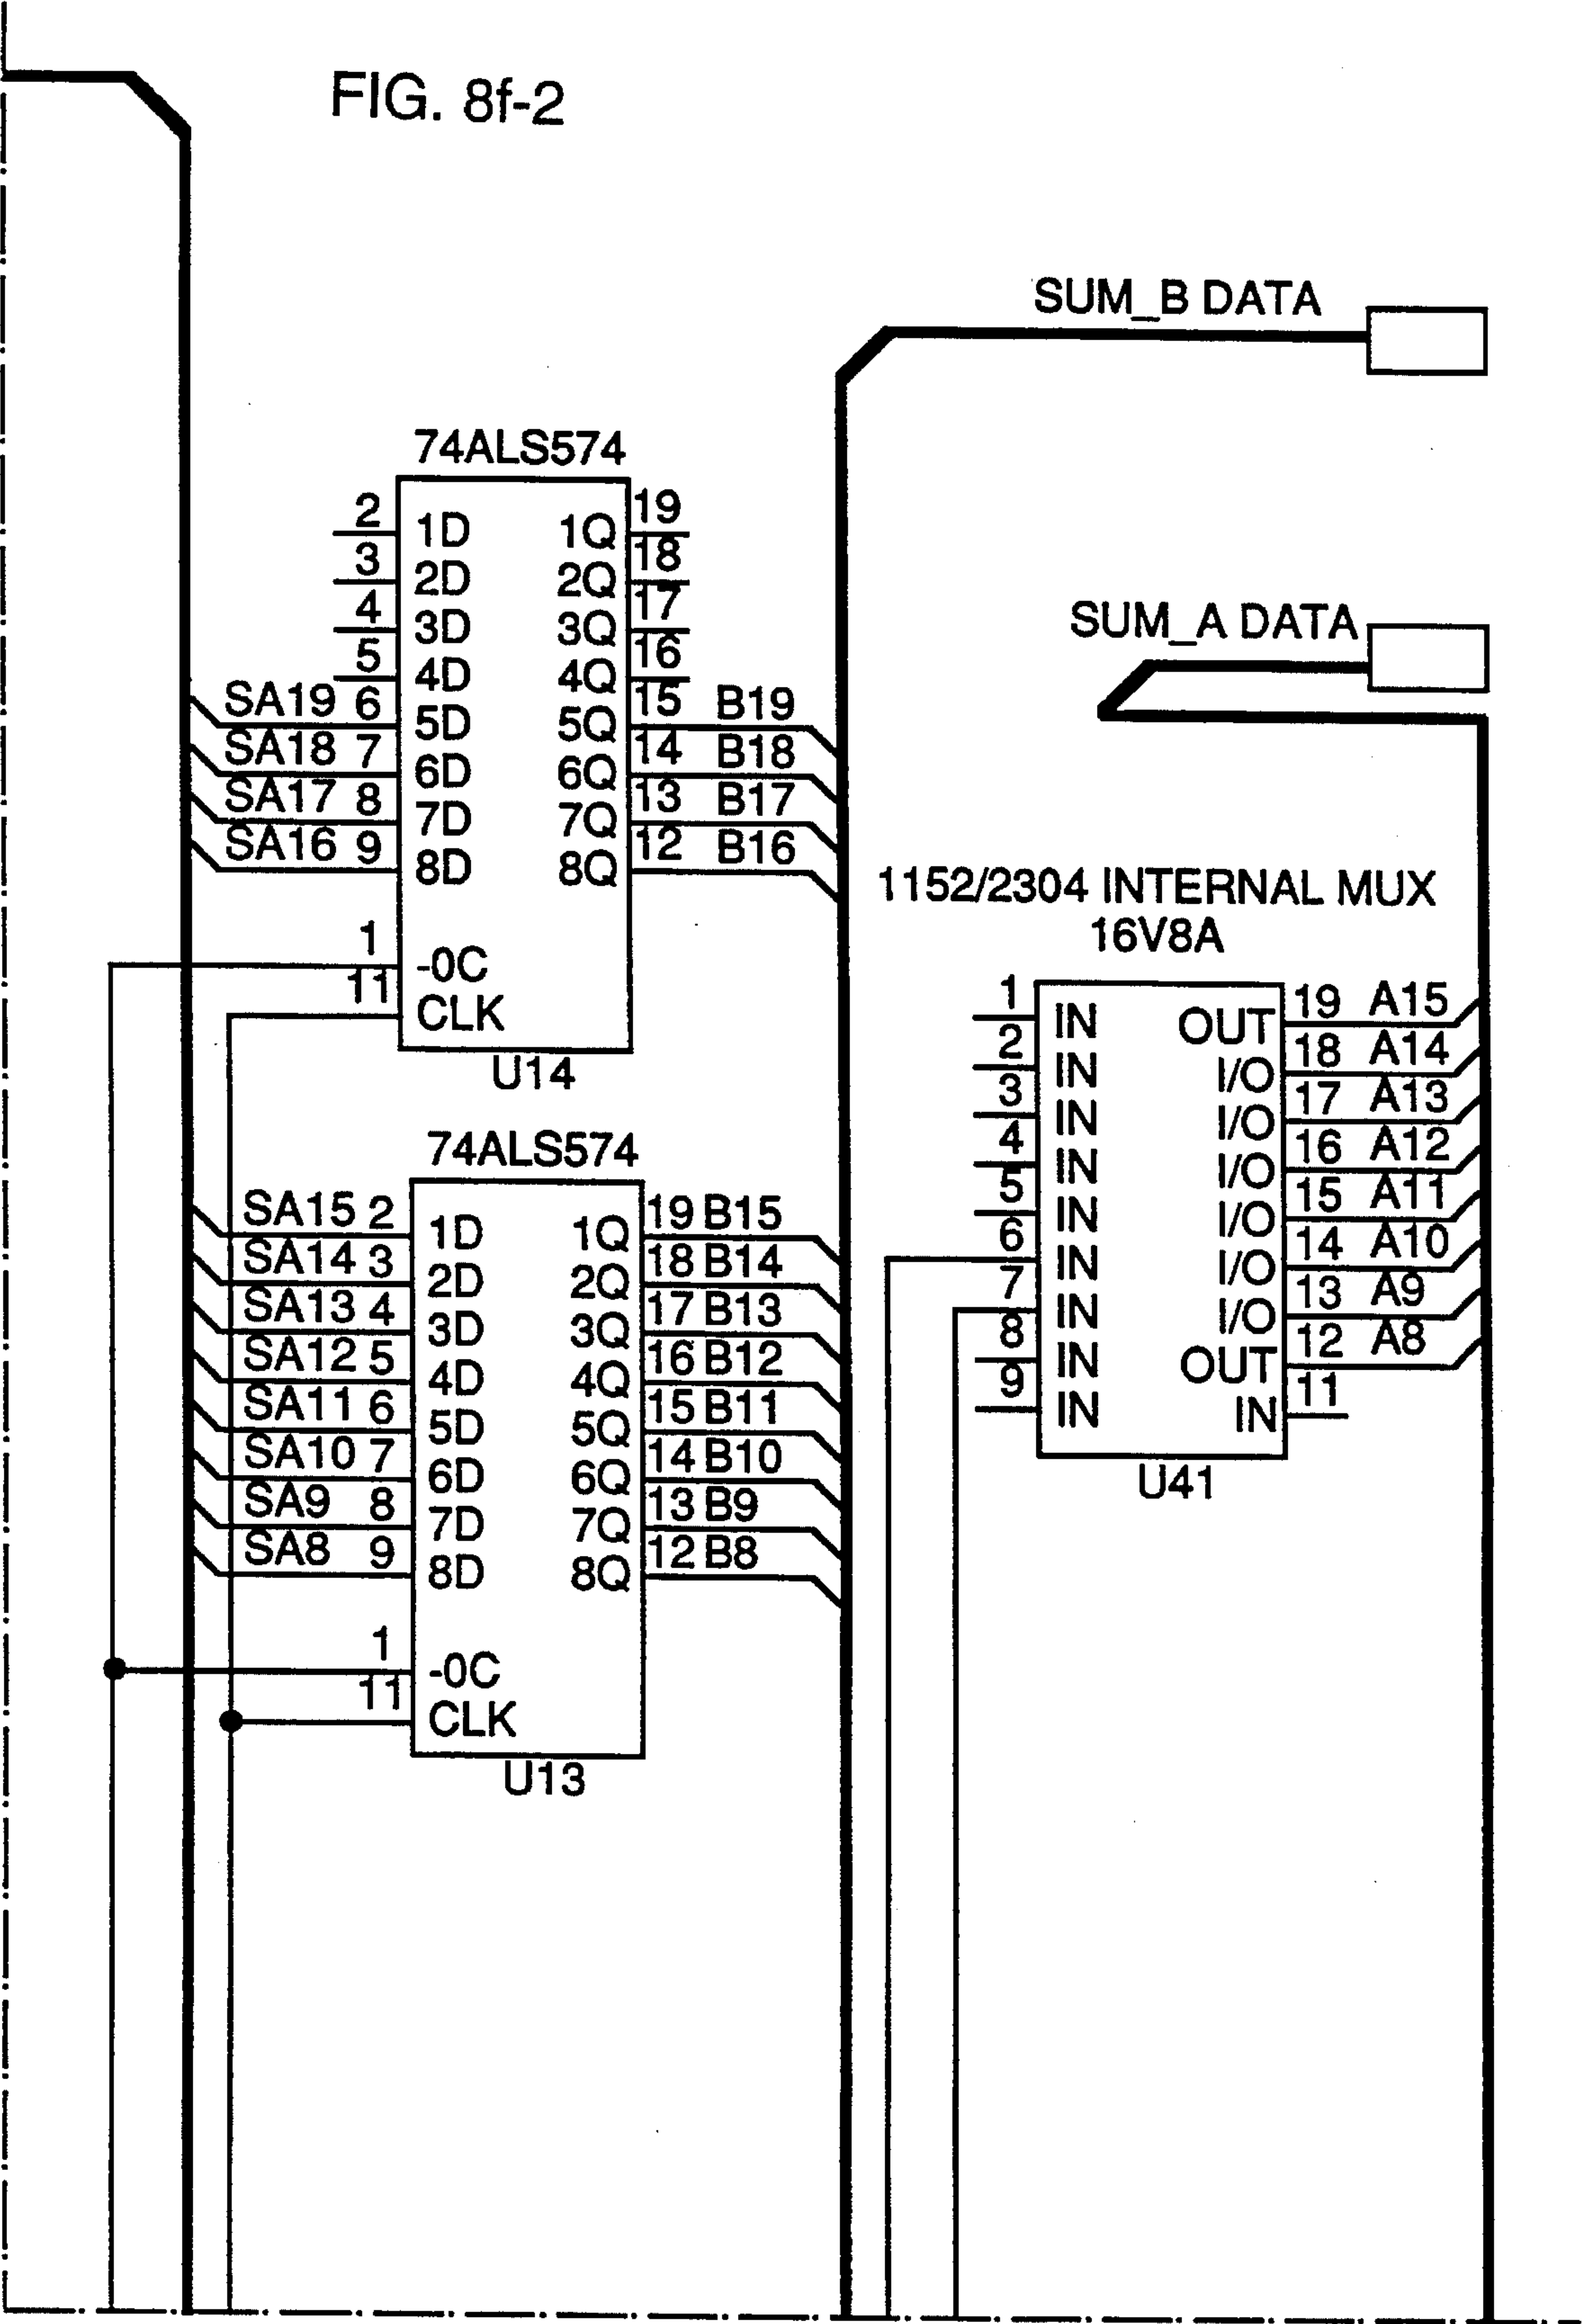 FIG. 8f-2
SUM_B DATA
SUM_A DATA
74ALS574
2 1D 1Q 19
3 2D 2Q 18
4 3D 3Q 17
5 4D 4Q 16
SA19 6 5D 5Q 15 B19
SA18 7 6D 6Q 14 B18
SA17 8 7D 7Q 13 B17
SA16 9 8D 8Q 12 B16
1 -0C
11 CLK
U14
74ALS574
SA15 2 1D 1Q 19 B15
SA14 3 2D 2Q 18 B14
SA13 4 3D 3Q 17 B13
SA12 5 4D 4Q 16 B12
SA11 6 5D 5Q 15 B11
SA10 7 6D 6Q 14 B10
SA9 8 7D 7Q 13 B9
SA8 9 8D 8Q 12 B8
1 -0C
11 CLK
U13
1152/2304 INTERNAL MUX
16V8A
1 IN OUT 19 A15
2 IN I/O 18 A14
3 IN I/O 17 A13
4 IN I/O 16 A12
5 IN I/O 15 A11
6 IN I/O 14 A10
7 IN I/O 13 A9
8 IN OUT 12 A8
9 IN IN 11
U41